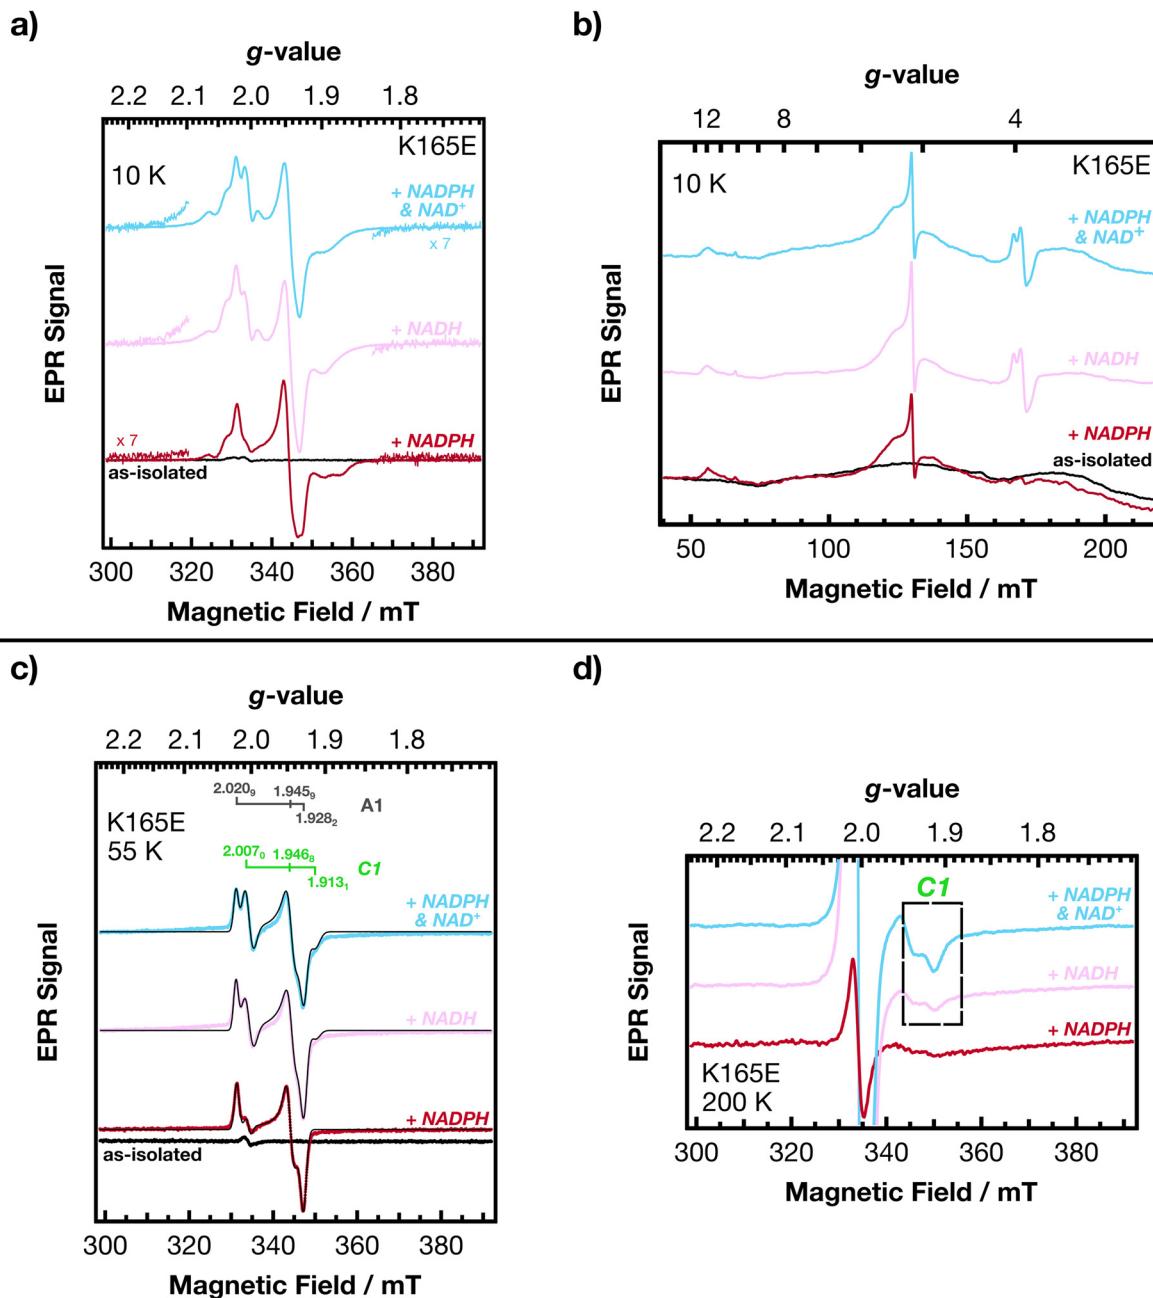 a)
g-value
2.2 2.1 2.0 1.9 1.8
K165E
10 K
+ NADPH
& NAD⁺
x 7
+ NADH
x 7
+ NADPH
as-isolated
EPR Signal
300 320 340 360 380
Magnetic Field / mT
b)
g-value
12 8 4
K165E
10 K
+ NADPH
& NAD⁺
+ NADH
+ NADPH
as-isolated
EPR Signal
50 100 150 200
Magnetic Field / mT
c)
g-value
2.2 2.1 2.0 1.9 1.8
2.020₉ 1.945₉
A1
1.928₂
K165E
55 K
2.007₀ 1.946₈
C1
1.913₁
+ NADPH
& NAD⁺
+ NADH
+ NADPH
as-isolated
EPR Signal
300 320 340 360 380
Magnetic Field / mT
d)
g-value
2.2 2.1 2.0 1.9 1.8
C1
+ NADPH
& NAD⁺
+ NADH
+ NADPH
K165E
200 K
EPR Signal
300 320 340 360 380
Magnetic Field / mT